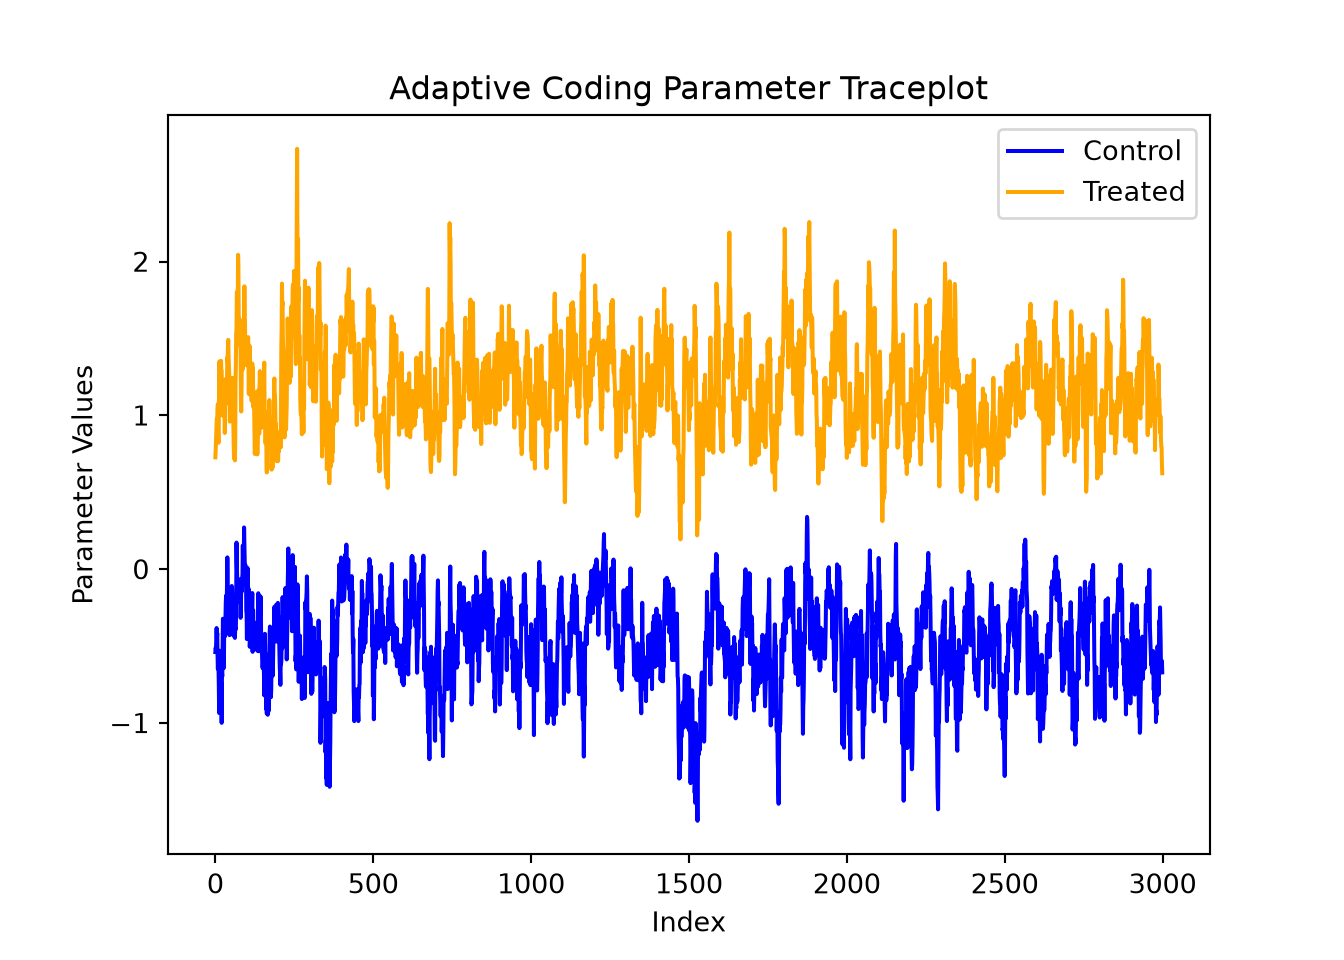 Adaptive Coding Parameter Traceplot
Control
Treated
Parameter Values
2
1
0
−1
0 500 1000 1500 2000 2500 3000
Index